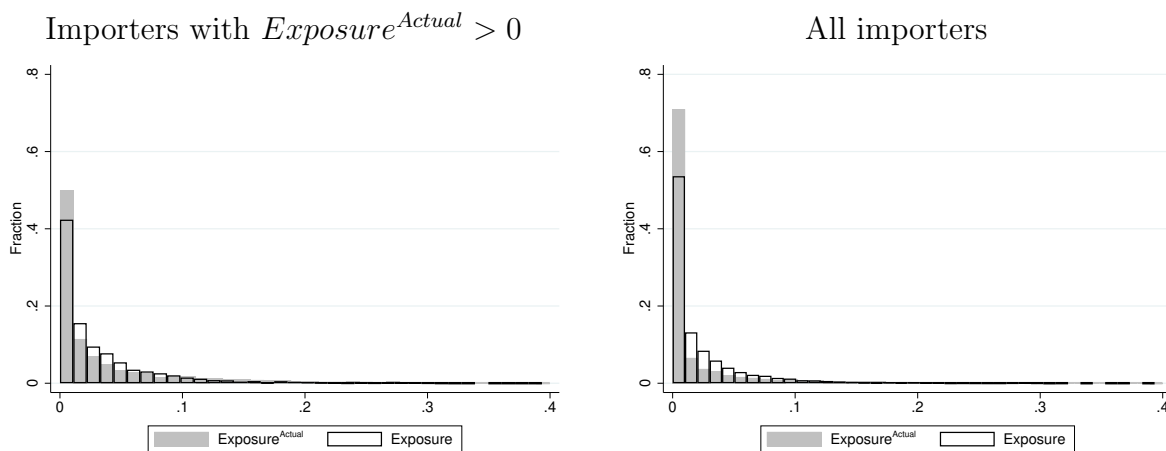 Importers with Exposure^Actual > 0
.8
.6
.4
.2
0
Fraction
0 .1 .2 .3 .4
Exposure^Actual Exposure
All importers
.8
.6
.4
.2
0
Fraction
0 .1 .2 .3 .4
Exposure^Actual Exposure